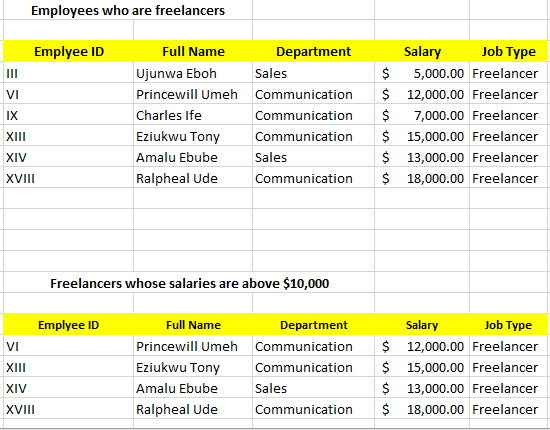 Employees who are freelancers
Emplyee ID Full Name Department Salary Job Type
III Ujunwa Eboh Sales $ 5,000.00 Freelancer
VI Princewill Umeh Communication $ 12,000.00 Freelancer
IX Charles Ife Communication $ 7,000.00 Freelancer
XIII Eziukwu Tony Communication $ 15,000.00 Freelancer
XIV Amalu Ebube Sales $ 13,000.00 Freelancer
XVIII Ralpheal Ude Communication $ 18,000.00 Freelancer
Freelancers whose salaries are above $10,000
Emplyee ID Full Name Department Salary Job Type
VI Princewill Umeh Communication $ 12,000.00 Freelancer
XIII Eziukwu Tony Communication $ 15,000.00 Freelancer
XIV Amalu Ebube Sales $ 13,000.00 Freelancer
XVIII Ralpheal Ude Communication $ 18,000.00 Freelancer